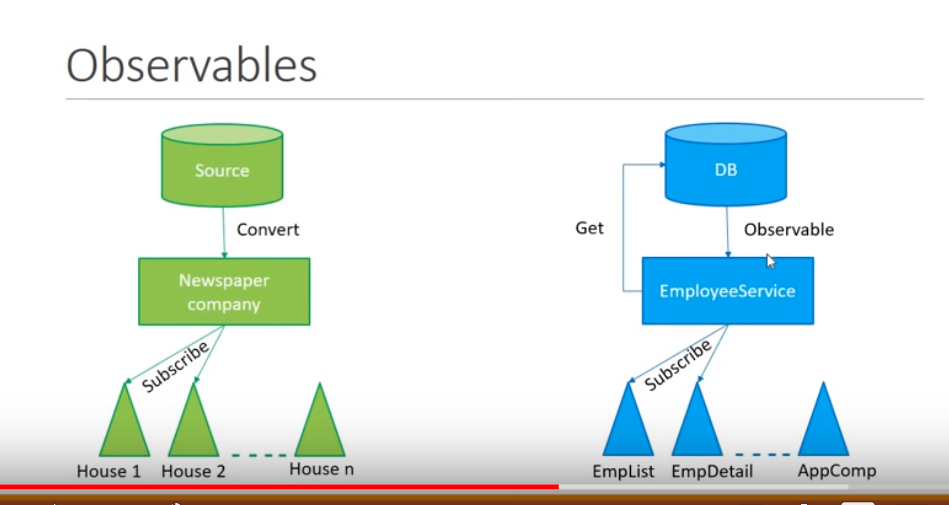 Observables
Source
Convert
Newspaper
company
Subscribe
House 1
House 2
House n
DB
Get
Observable
EmployeeService
Subscribe
EmpList
EmpDetail
AppComp